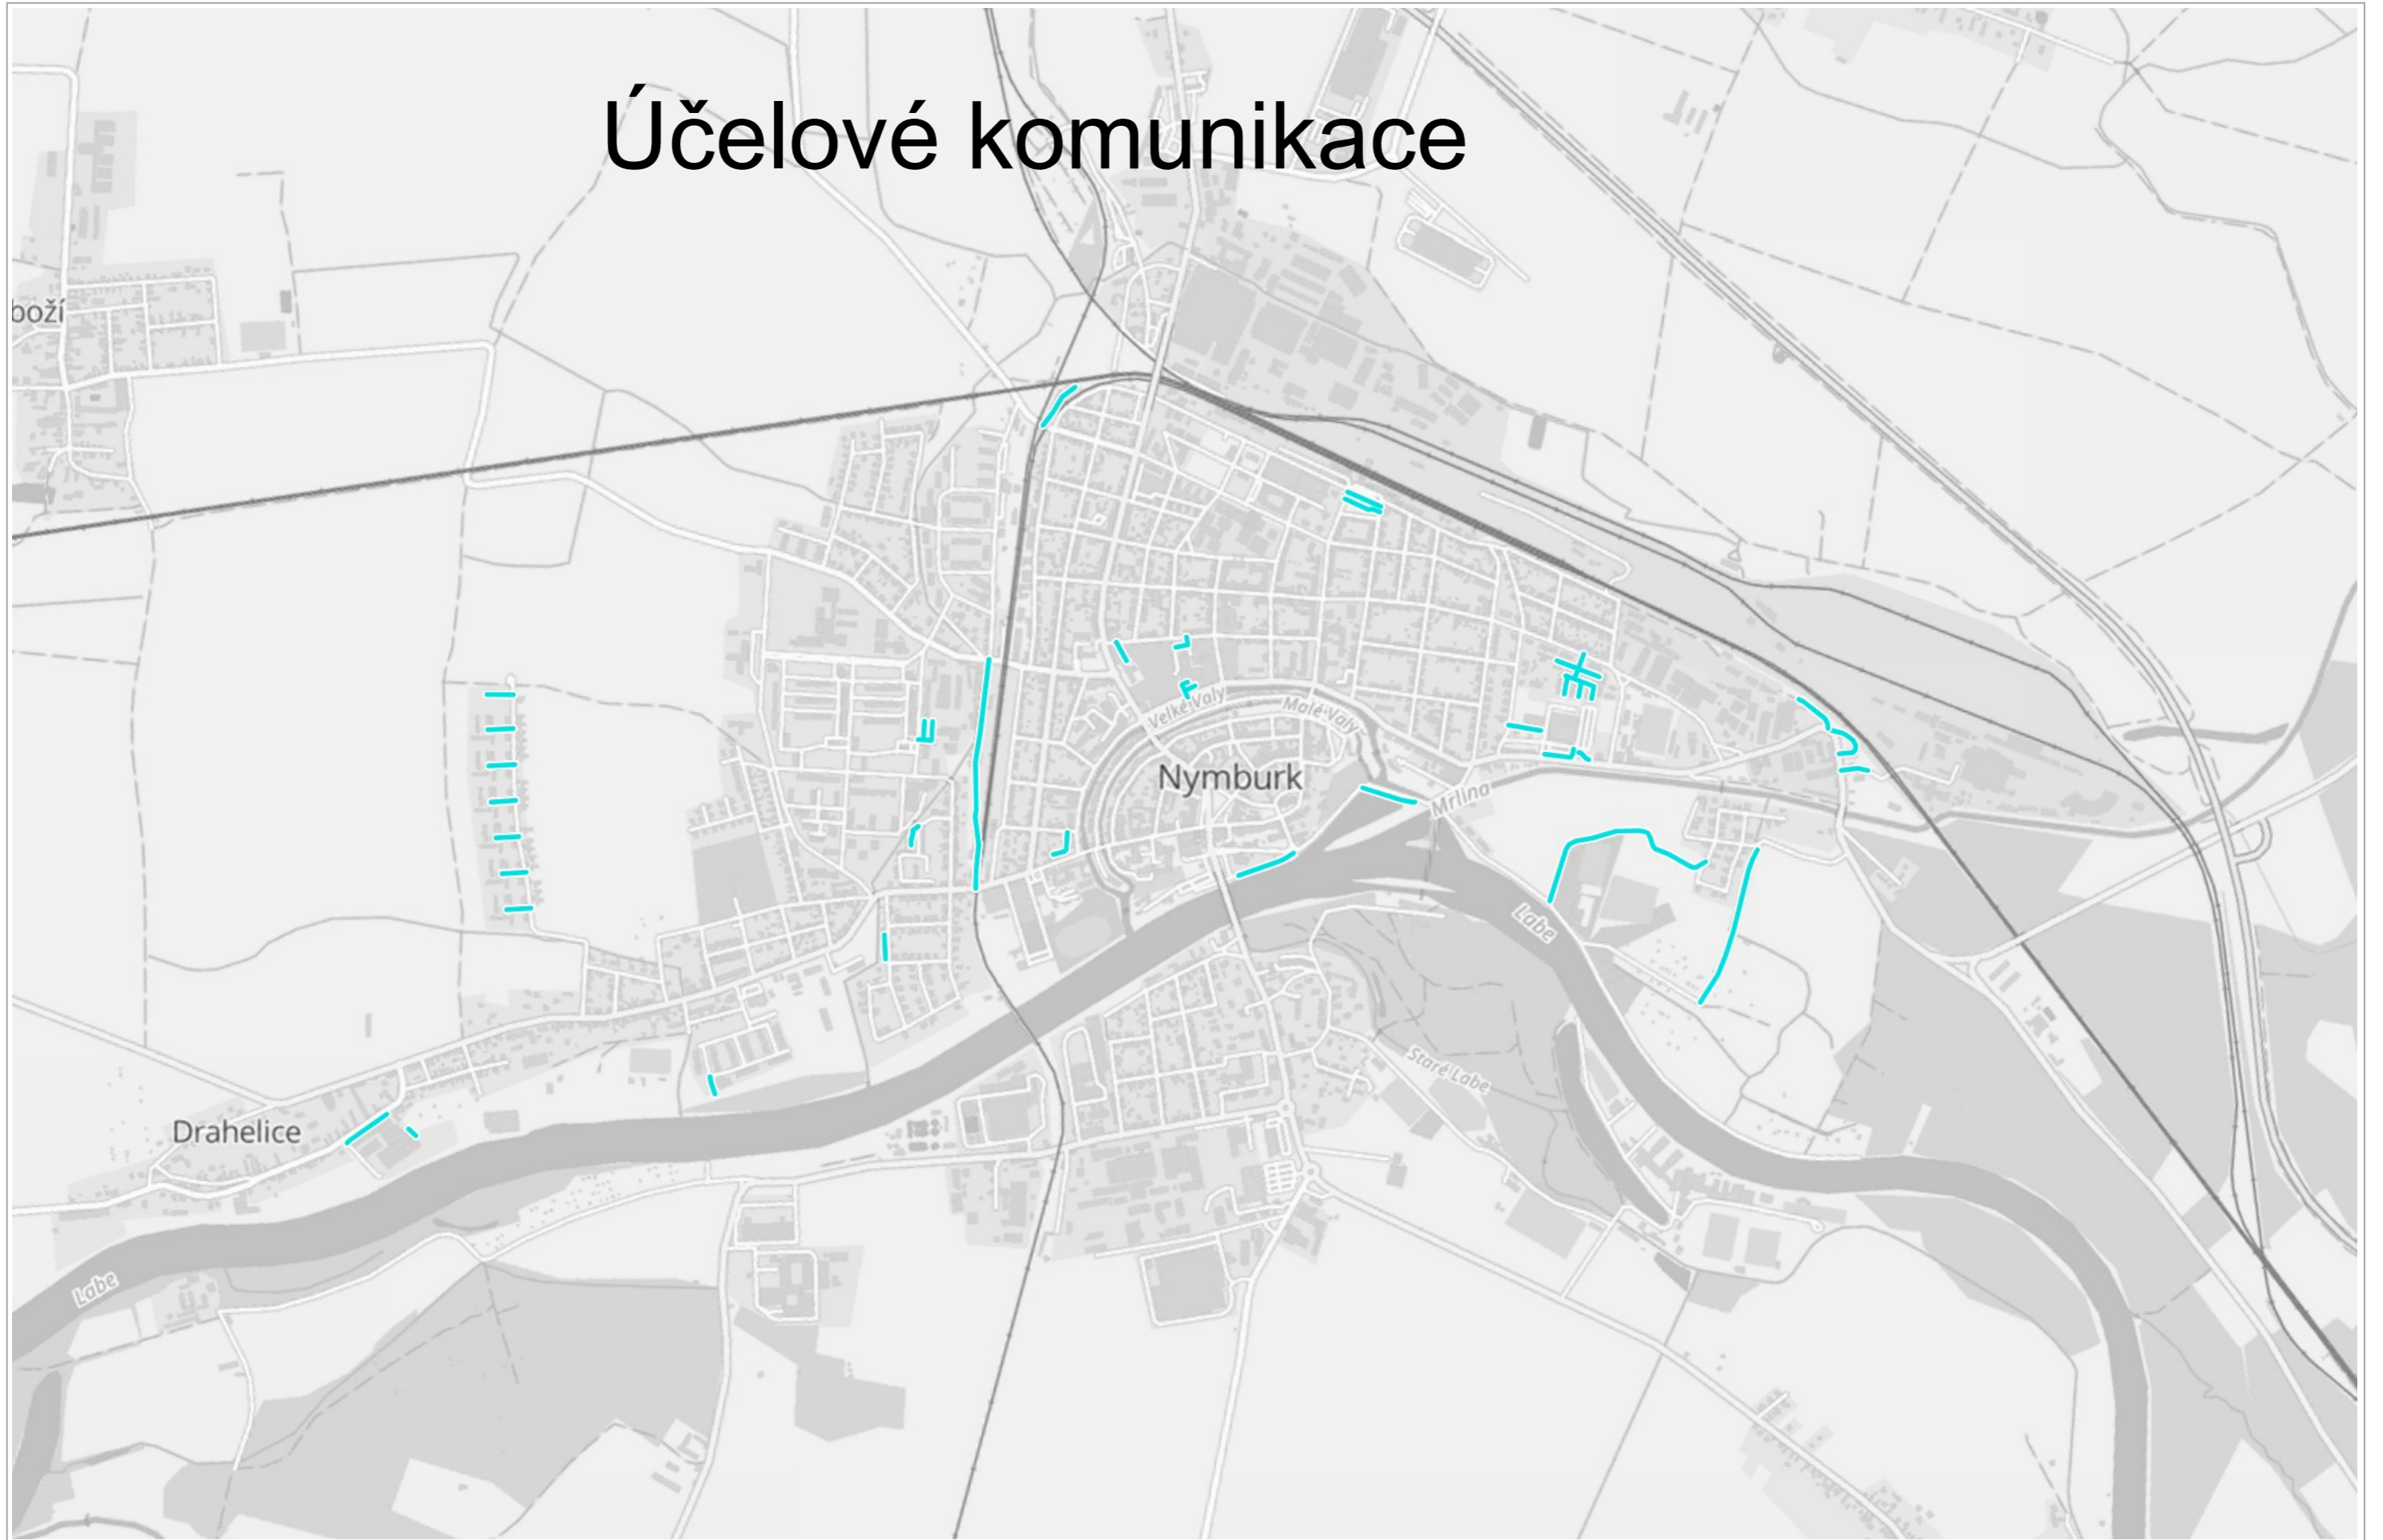 Účelové komunikace
boží
Velké Valy
Malé Valy
Nymburk
Mrlina
Labe
Staré Labe
Drahelice
Labe